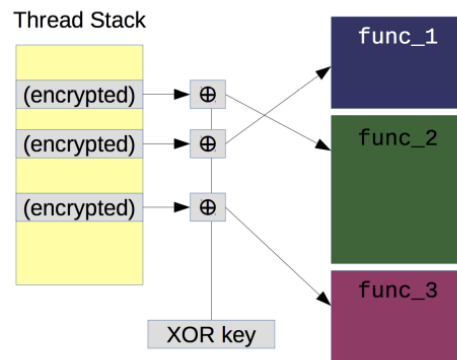 Thread Stack
(encrypted)
⊕
(encrypted)
⊕
(encrypted)
⊕
XOR key
func_1
func_2
func_3